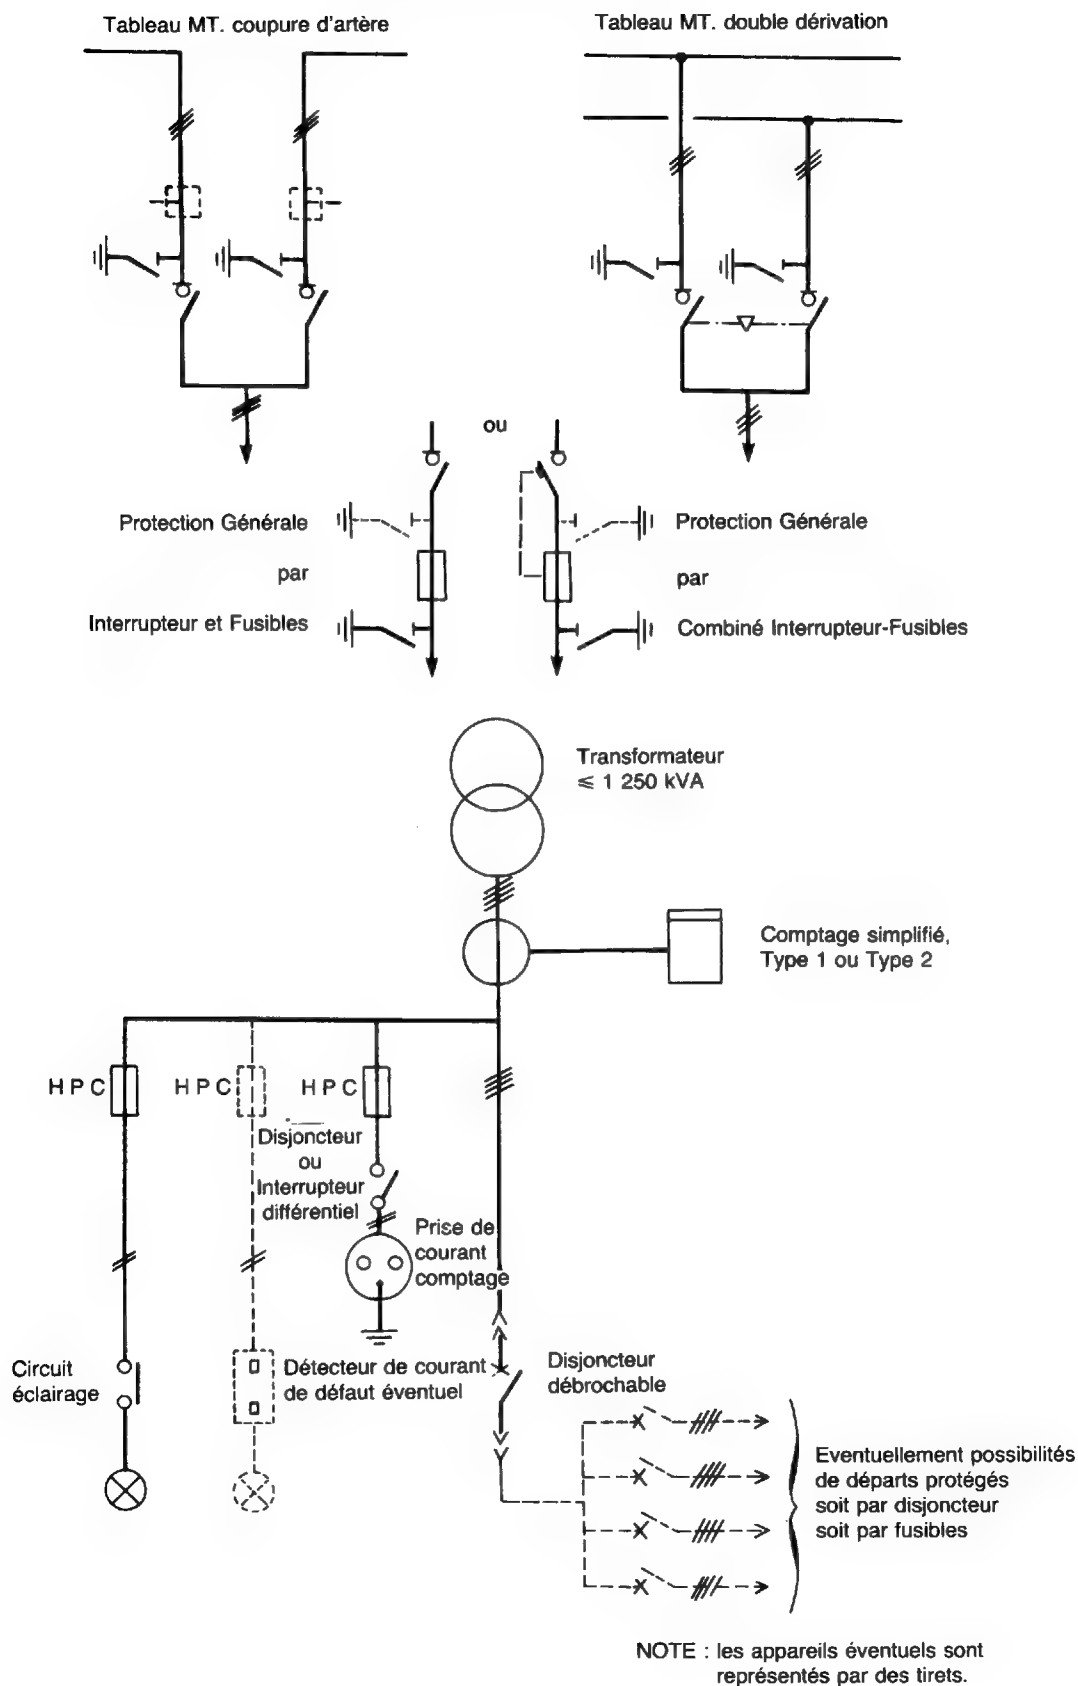 Tableau MT. coupure d'artère
Tableau MT. double dérivation
ou
Protection Générale
par
Interrupteur et Fusibles
Protection Générale
par
Combiné Interrupteur-Fusibles
Transformateur
≤ 1 250 kVA
Comptage simplifié,
Type 1 ou Type 2
HPC
HPC
HPC
Disjoncteur
ou
Interrupteur
différentiel
Prise de
courant
comptage
Circuit
éclairage
Détecteur de courant
de défaut éventuel
Disjoncteur
débrochable
Eventuellement possibilités
de départs protégés
soit par disjoncteur
soit par fusibles
NOTE : les appareils éventuels sont
représentés par des tirets.